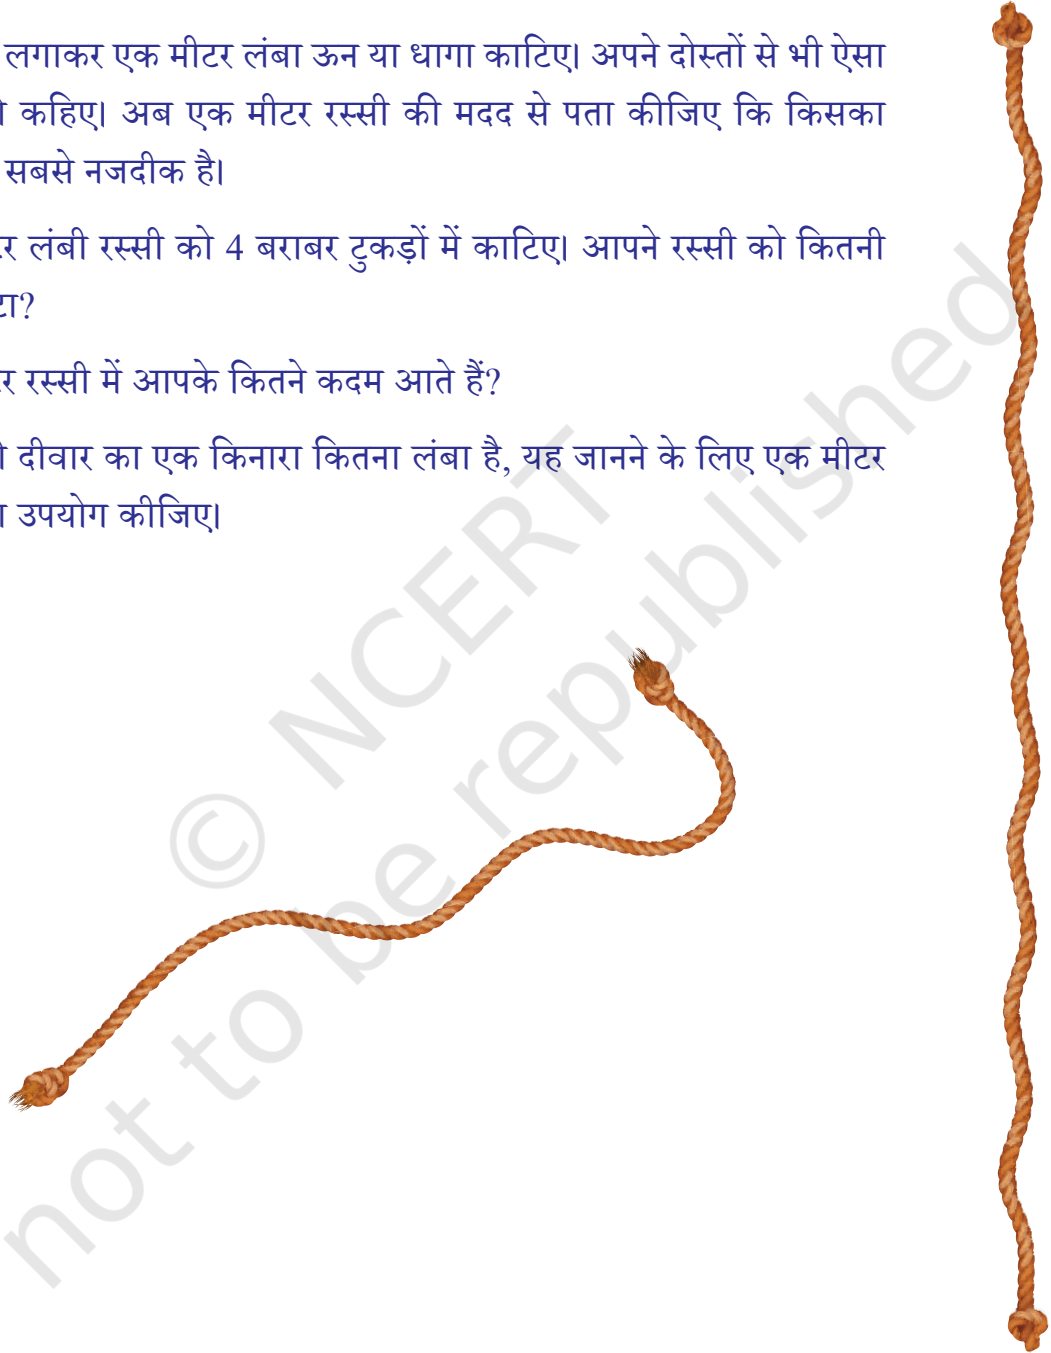 लगाकर एक मीटर लंबा ऊन या धागा काटिए। अपने दोस्तों से भी ऐसा
कहिए। अब एक मीटर रस्सी की मदद से पता कीजिए कि किसका
सबसे नजदीक है।
लंबी रस्सी को 4 बराबर टुकड़ों में काटिए। आपने रस्सी को कितनी
रस्सी में आपके कितने कदम आते हैं?
दीवार का एक किनारा कितना लंबा है, यह जानने के लिए एक मीटर
उपयोग कीजिए।
© NCERT
not to be republished